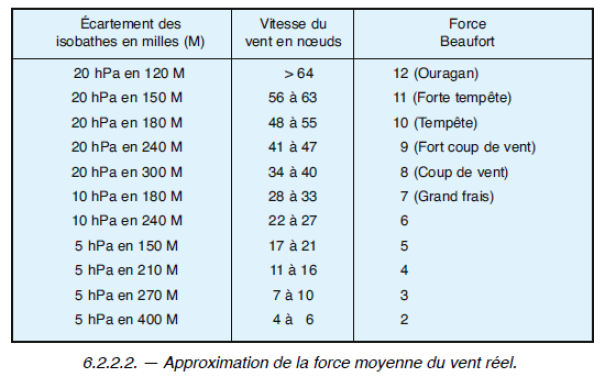 Écartement des isobathes en milles (M) | Vitesse du vent en nœuds | Force Beaufort
20 hPa en 120 M | > 64 | 12 (Ouragan)
20 hPa en 150 M | 56 à 63 | 11 (Forte tempête)
20 hPa en 180 M | 48 à 55 | 10 (Tempête)
20 hPa en 240 M | 41 à 47 | 9 (Fort coup de vent)
20 hPa en 300 M | 34 à 40 | 8 (Coup de vent)
10 hPa en 180 M | 28 à 33 | 7 (Grand frais)
10 hPa en 240 M | 22 à 27 | 6
5 hPa en 150 M | 17 à 21 | 5
5 hPa en 210 M | 11 à 16 | 4
5 hPa en 270 M | 7 à 10 | 3
5 hPa en 400 M | 4 à 6 | 2
6.2.2.2. — Approximation de la force moyenne du vent réel.